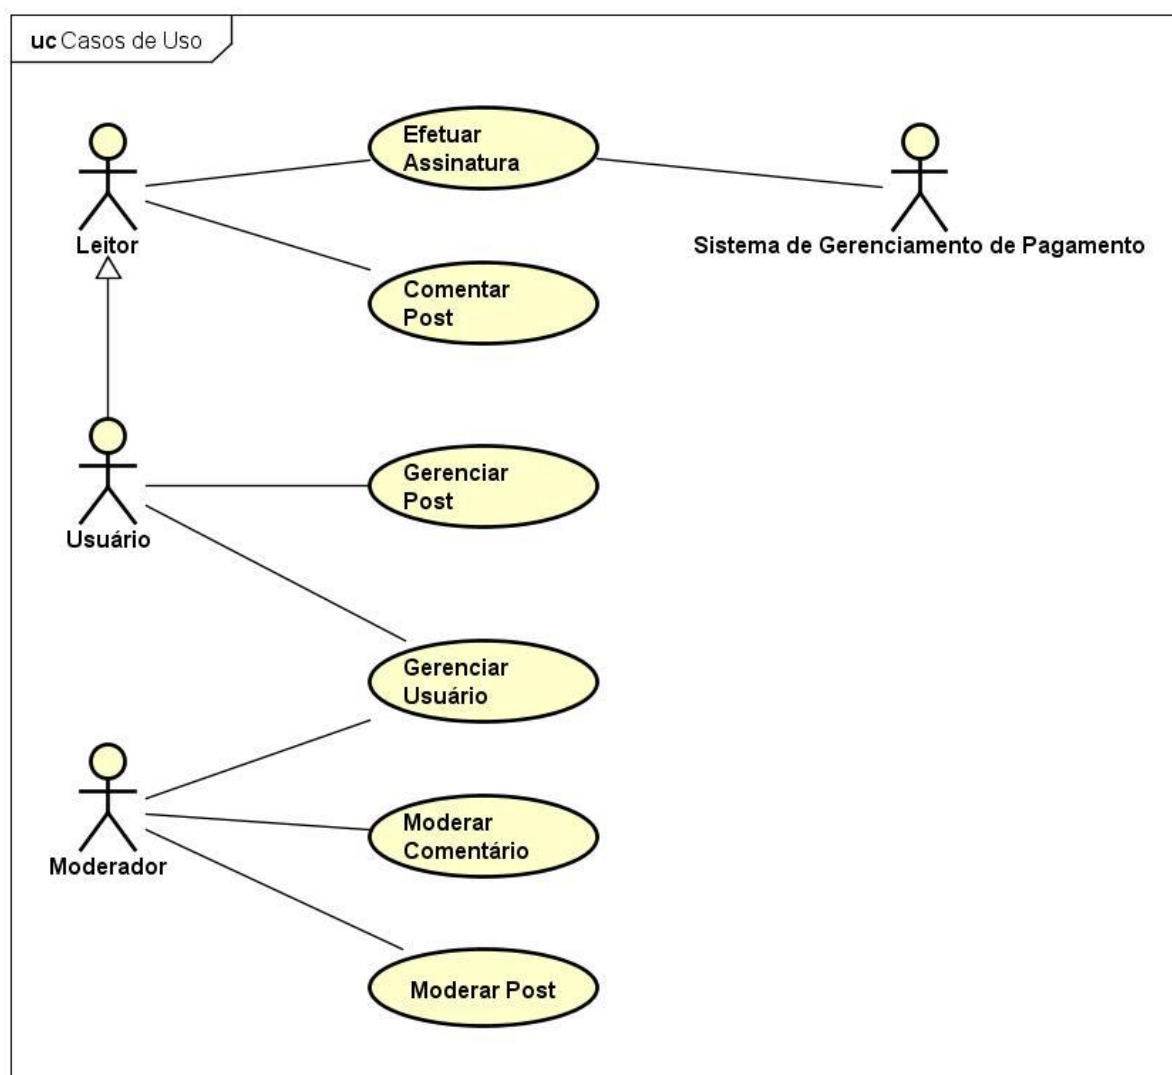 uc Casos de Uso
Efetuar
Assinatura
Leitor
Sistema de Gerenciamento de Pagamento
Comentar
Post
Gerenciar
Post
Usuário
Gerenciar
Usuário
Moderar
Comentário
Moderador
Moderar Post